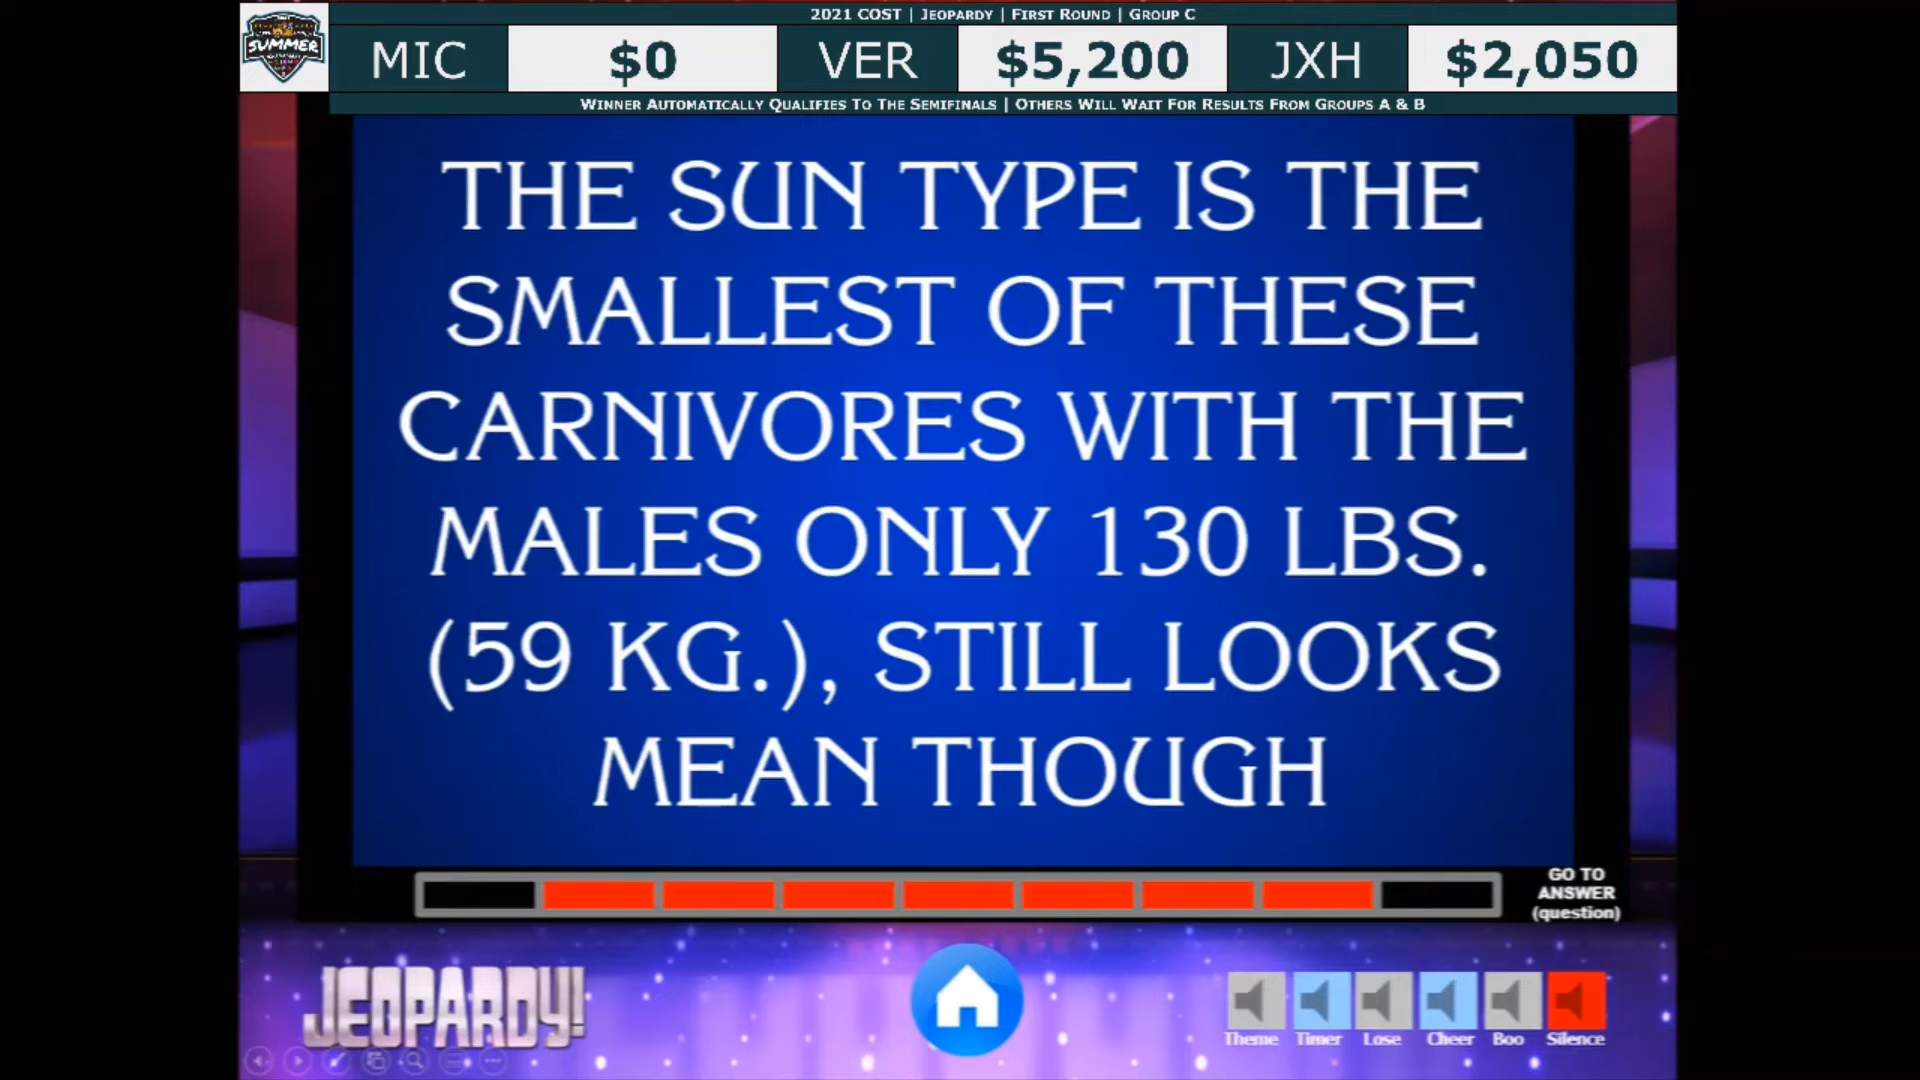 2021 COST | JEOPARDY | FIRST ROUND | GROUP C
SUMMER
MIC $0 VER $5,200 JXH $2,050
WINNER AUTOMATICALLY QUALIFIES TO THE SEMIFINALS | OTHERS WILL WAIT FOR RESULTS FROM GROUPS A & B
THE SUN TYPE IS THE
SMALLEST OF THESE
CARNIVORES WITH THE
MALES ONLY 130 LBS.
(59 KG.), STILL LOOKS
MEAN THOUGH
GO TO
ANSWER
(question)
JEOPARDY!
Theme Timer Lose Cheer Boo Silence